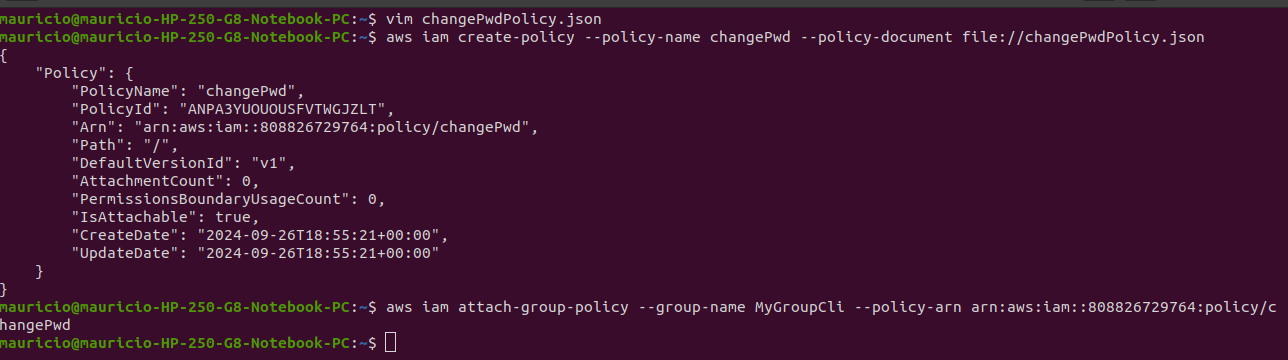 mauricio@mauricio-HP-250-G8-Notebook-PC:~$ vim changePwdPolicy.json
mauricio@mauricio-HP-250-G8-Notebook-PC:~$ aws iam create-policy --policy-name changePwd --policy-document file://changePwdPolicy.json
{
    "Policy": {
        "PolicyName": "changePwd",
        "PolicyId": "ANPA3YUOUOUSFVTWGJZLT",
        "Arn": "arn:aws:iam::808826729764:policy/changePwd",
        "Path": "/",
        "DefaultVersionId": "v1",
        "AttachmentCount": 0,
        "PermissionsBoundaryUsageCount": 0,
        "IsAttachable": true,
        "CreateDate": "2024-09-26T18:55:21+00:00",
        "UpdateDate": "2024-09-26T18:55:21+00:00"
    }
}
mauricio@mauricio-HP-250-G8-Notebook-PC:~$ aws iam attach-group-policy --group-name MyGroupCli --policy-arn arn:aws:iam::808826729764:policy/c
hangePwd
mauricio@mauricio-HP-250-G8-Notebook-PC:~$